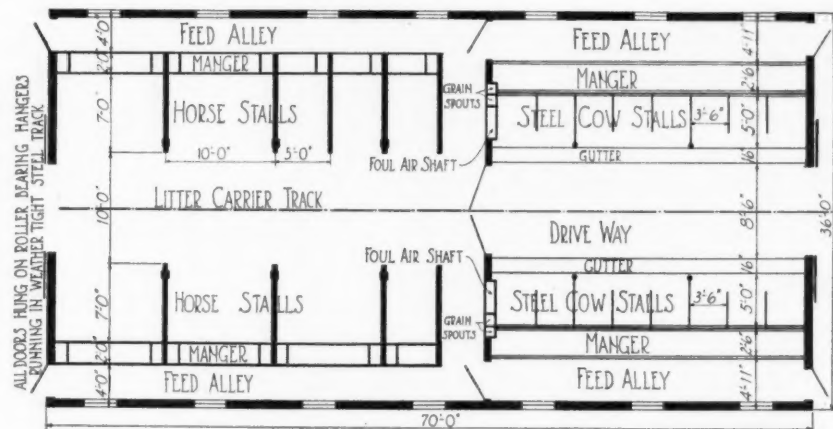 ALL DOORS HUNG ON ROLLER BEARING HANGERS
RUNNING IN WEATHER TIGHT STEEL TRACK
FEED ALLEY
MANGER
HORSE STALLS
10'-0"
5'-0"
4'-0"
2'-0"
7'-0"
10'-0"
7'-0"
2'-0"
4'-0"
FEED ALLEY
MANGER
GRAIN
SPOUTS
STEEL COW STALLS
3'-6"
FOUL AIR SHAFT
GUTTER
4'-11"
2'-6"
5'-0"
16"
8'-6"
16"
5'-0"
2'-6"
4'-11"
36'-0"
LITTER CARRIER TRACK
DRIVE WAY
FOUL AIR SHAFT
GUTTER
HORSE STALLS
STEEL COW STALLS
3'-6"
GRAIN
SPOUTS
MANGER
MANGER
FEED ALLEY
FEED ALLEY
70'-0"